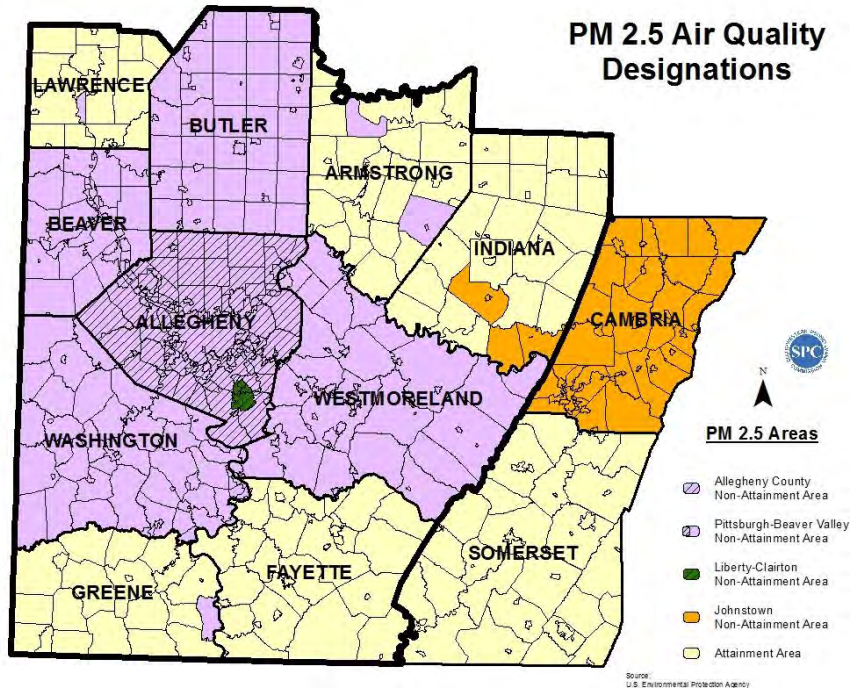 PM 2.5 Air Quality
Designations
LAWRENCE
BUTLER
ARMSTRONG
BEAVER
INDIANA
ALLEGHENY
CAMBRIA
WESTMORELAND
WASHINGTON
SOMERSET
FAYETTE
GREENE
SPC
N
PM 2.5 Areas
Allegheny County
Non-Attainment Area
Pittsburgh-Beaver Valley
Non-Attainment Area
Liberty-Clairton
Non-Attainment Area
Johnstown
Non-Attainment Area
Attainment Area
Source:
U.S. Environmental Protection Agency